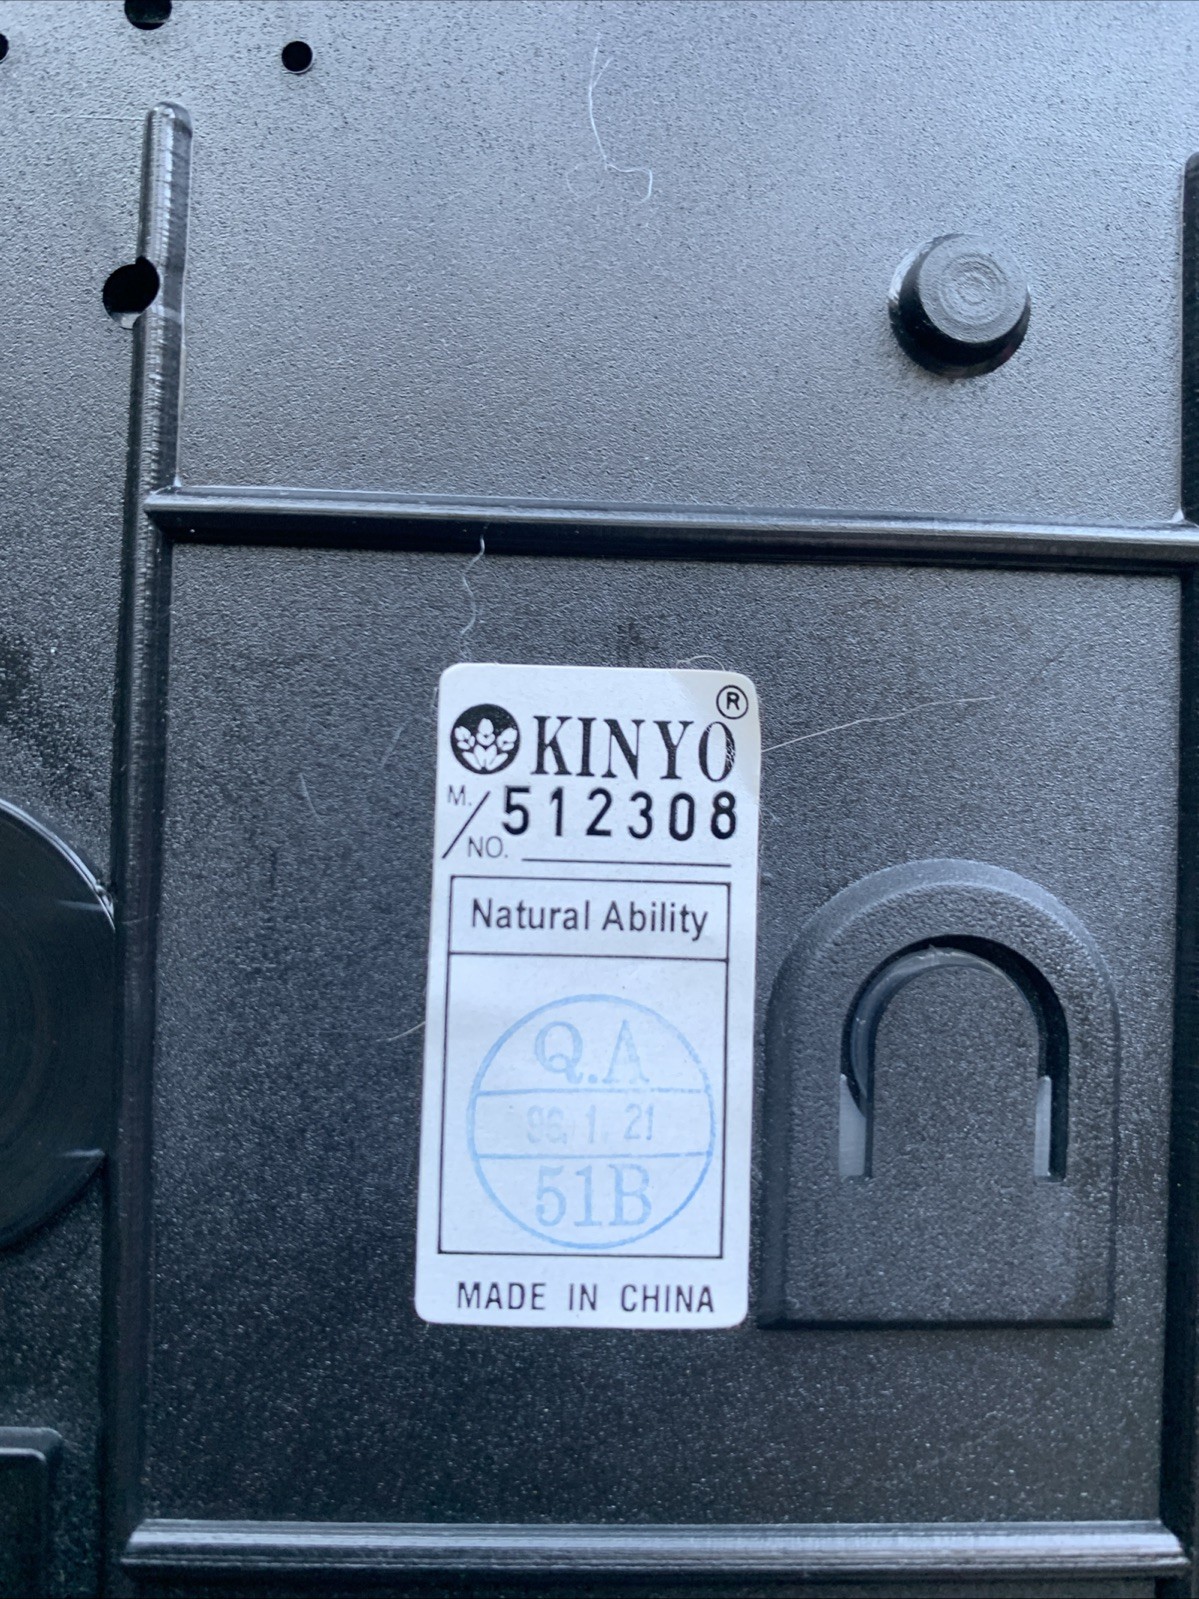 KINYO ®
M./NO. 512308
Natural Ability
Q.A
96. 1. 21
51B
MADE IN CHINA